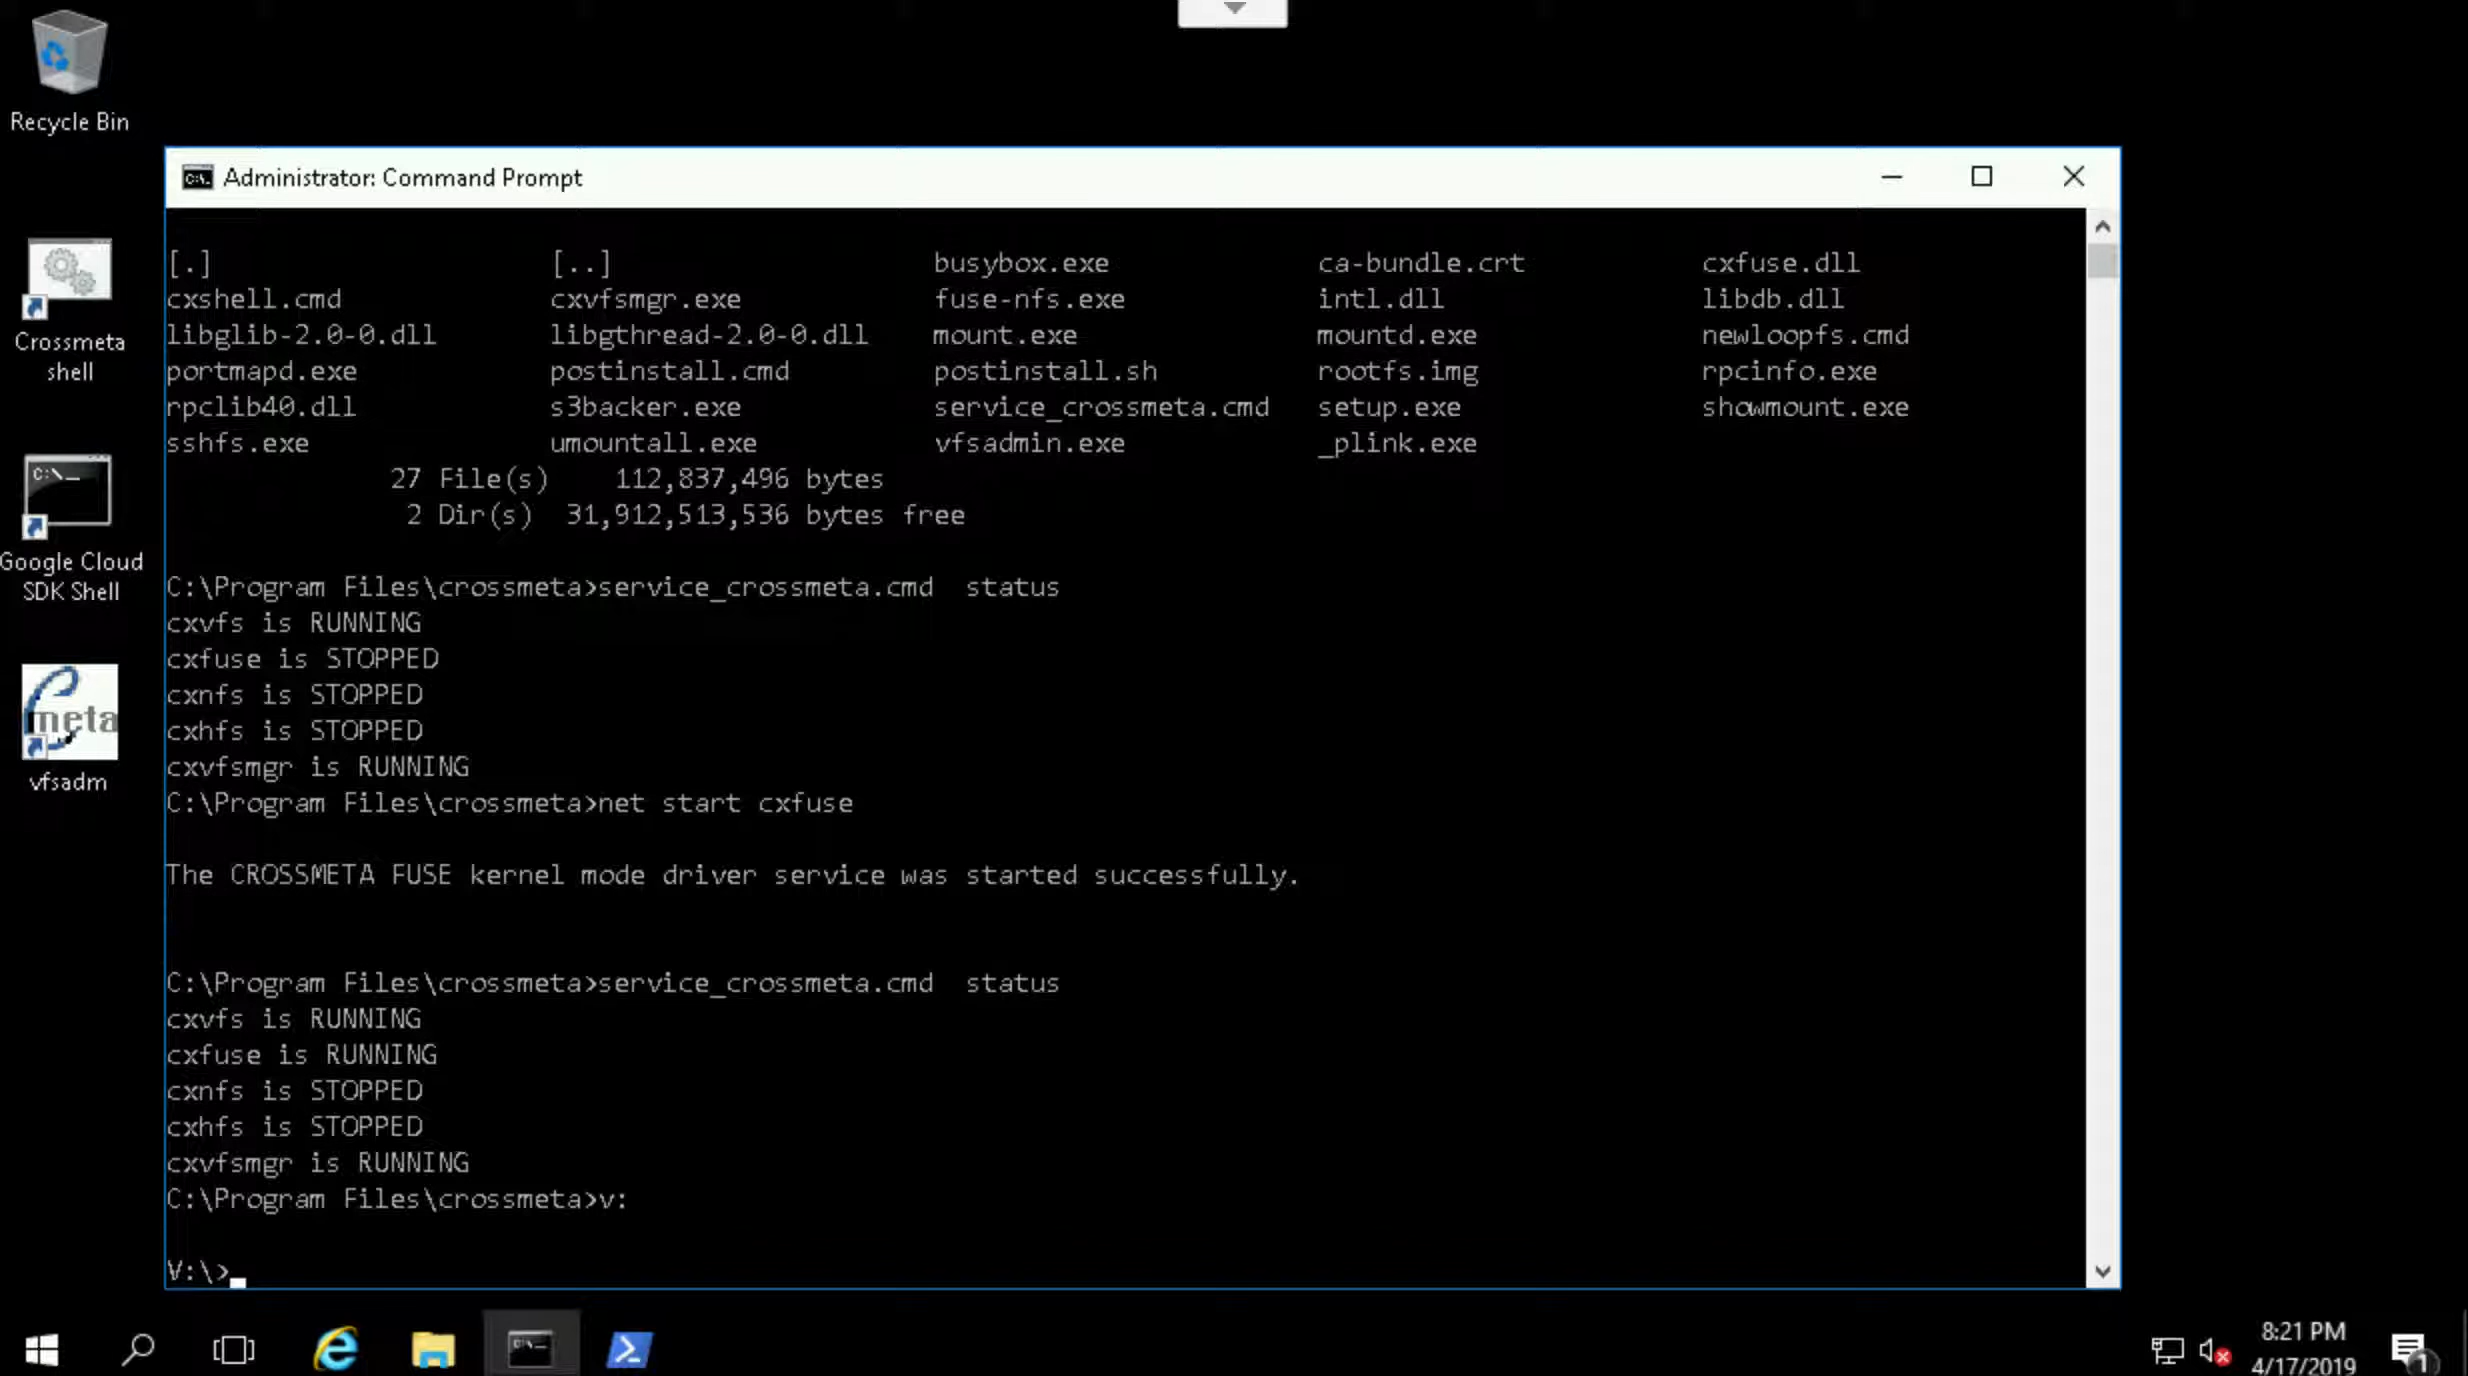 Recycle Bin
Crossmeta
shell
Google Cloud
SDK Shell
meta
vfsadm
Administrator: Command Prompt
[.] [..] busybox.exe ca-bundle.crt cxfuse.dll
cxshell.cmd cxvfsmgr.exe fuse-nfs.exe intl.dll libdb.dll
libglib-2.0-0.dll libgthread-2.0-0.dll mount.exe mountd.exe newloopfs.cmd
portmapd.exe postinstall.cmd postinstall.sh rootfs.img rpcinfo.exe
rpclib40.dll s3backer.exe service_crossmeta.cmd setup.exe showmount.exe
sshfs.exe umountall.exe vfsadmin.exe _plink.exe
27 File(s) 112,837,496 bytes
2 Dir(s) 31,912,513,536 bytes free
C:\Program Files\crossmeta>service_crossmeta.cmd status
cxvfs is RUNNING
cxfuse is STOPPED
cxnfs is STOPPED
cxhfs is STOPPED
cxvfsmgr is RUNNING
C:\Program Files\crossmeta>net start cxfuse
The CROSSMETA FUSE kernel mode driver service was started successfully.
C:\Program Files\crossmeta>service_crossmeta.cmd status
cxvfs is RUNNING
cxfuse is RUNNING
cxnfs is STOPPED
cxhfs is STOPPED
cxvfsmgr is RUNNING
C:\Program Files\crossmeta>v:
V:\>
8:21 PM
4/17/2019
1